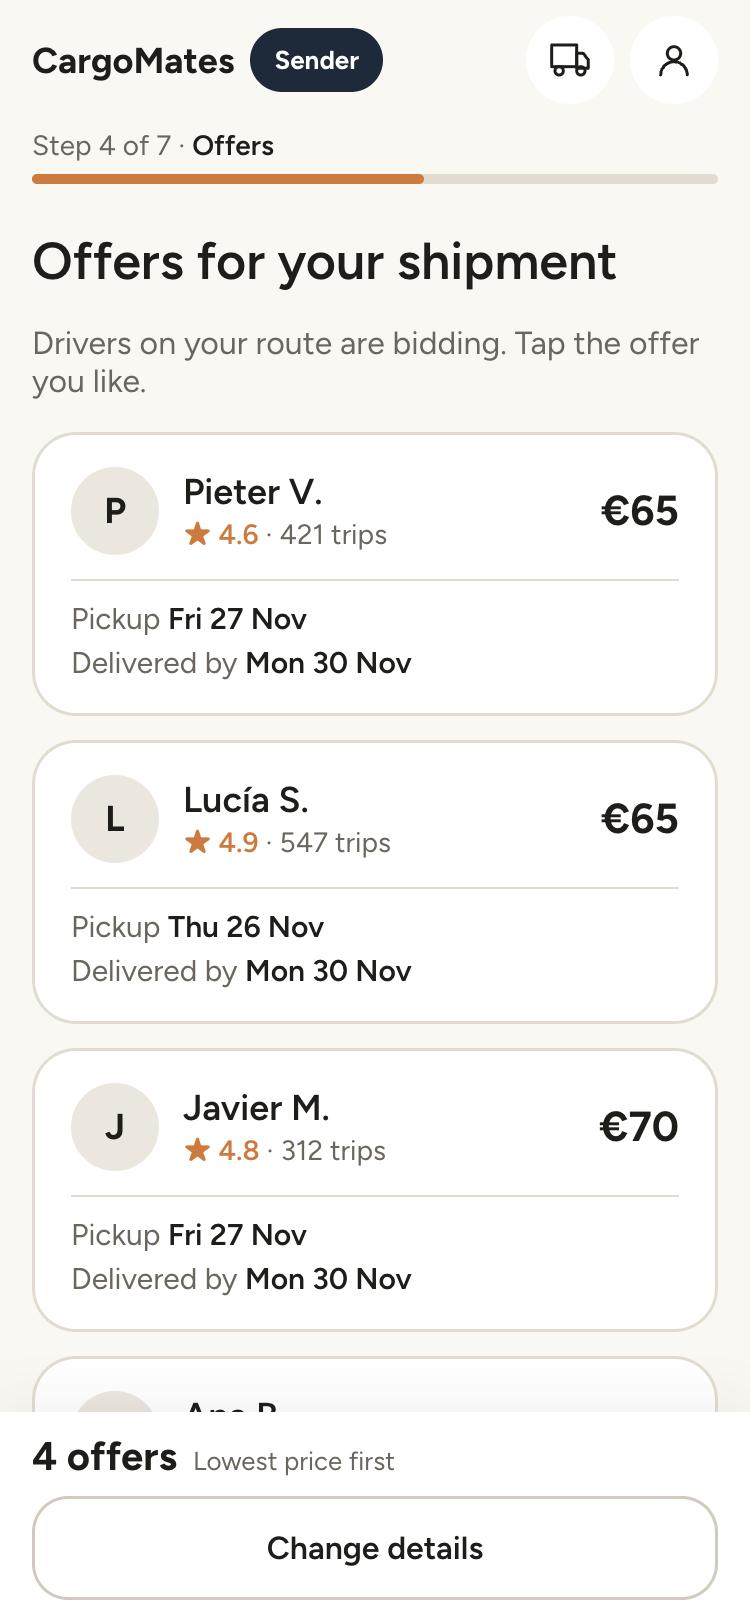 CargoMates Sender
Step 4 of 7 · Offers
Offers for your shipment
Drivers on your route are bidding. Tap the offer
you like.
P
Pieter V.
★ 4.6 · 421 trips
€65
Pickup Fri 27 Nov
Delivered by Mon 30 Nov
L
Lucía S.
★ 4.9 · 547 trips
€65
Pickup Thu 26 Nov
Delivered by Mon 30 Nov
J
Javier M.
★ 4.8 · 312 trips
€70
Pickup Fri 27 Nov
Delivered by Mon 30 Nov
4 offers Lowest price first
Change details